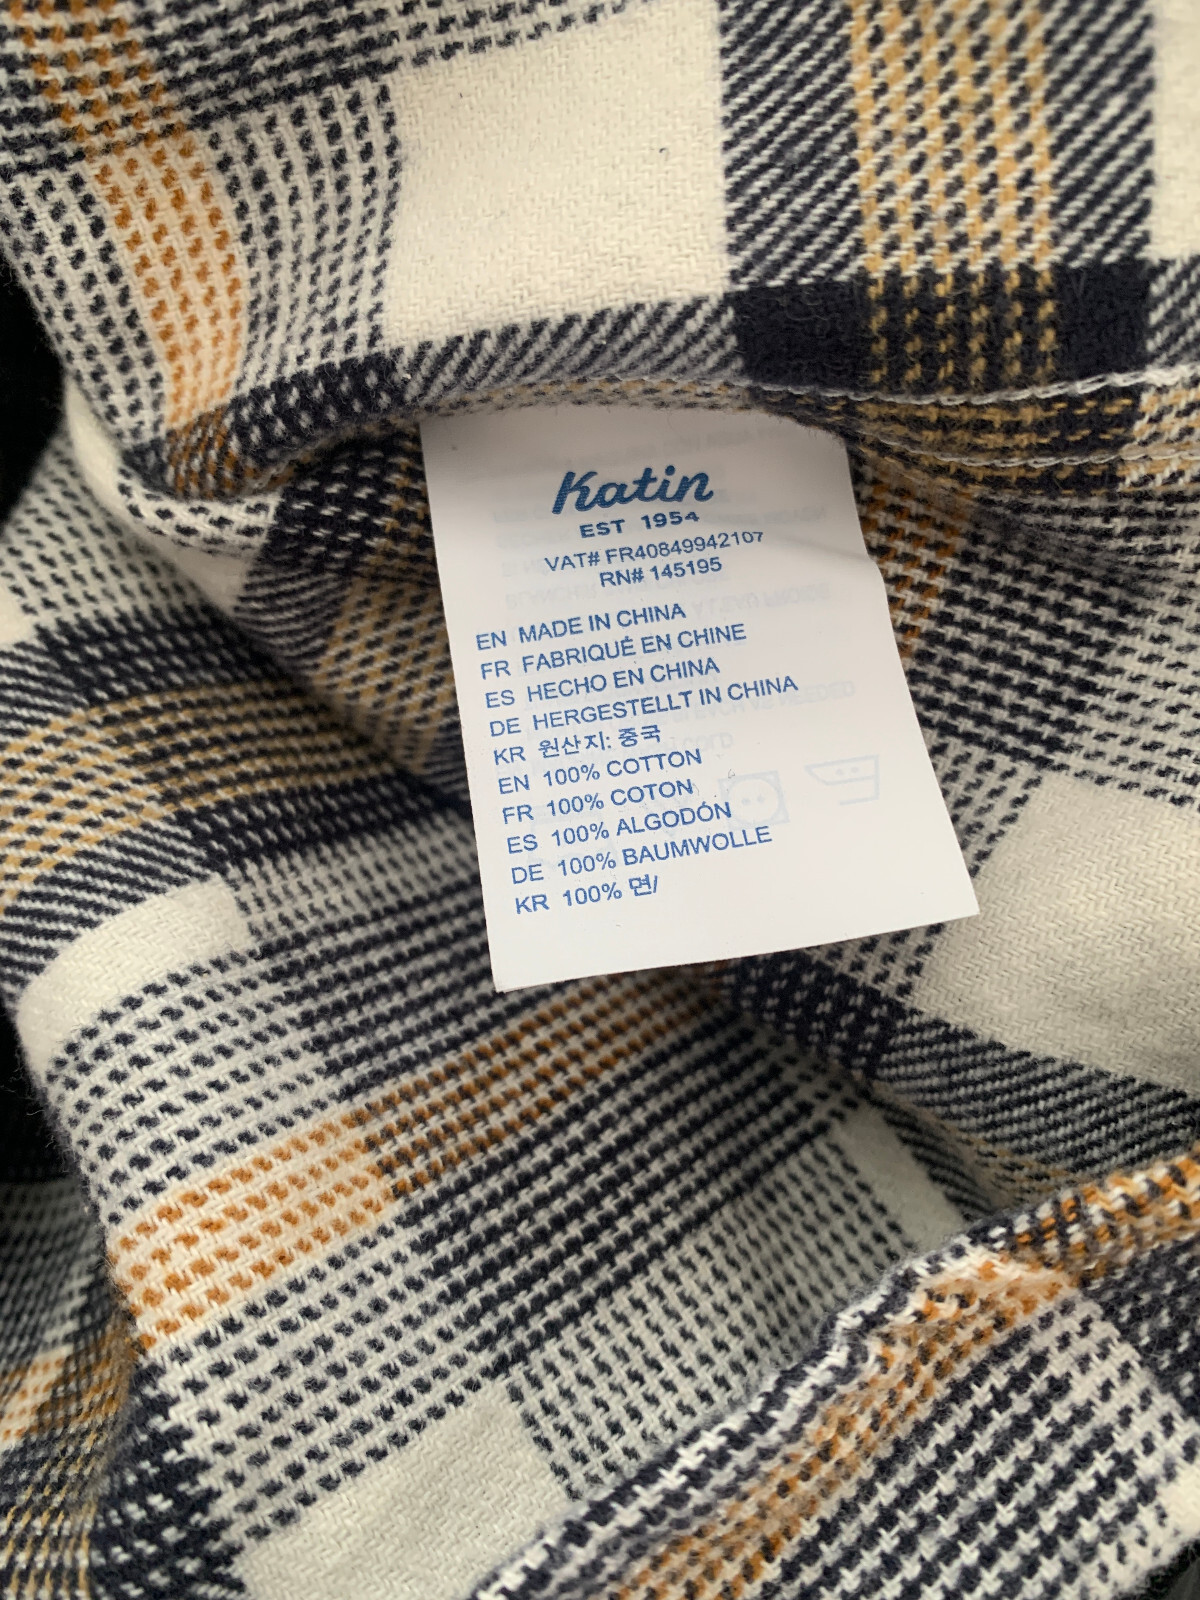 Katin
EST 1954
VAT# FR40849942107
RN# 145195
EN MADE IN CHINA
FR FABRIQUÉ EN CHINE
ES HECHO EN CHINA
DE HERGESTELLT IN CHINA
KR 원산지: 중국
EN 100% COTTON
FR 100% COTON
ES 100% ALGODÓN
DE 100% BAUMWOLLE
KR 100% 면/